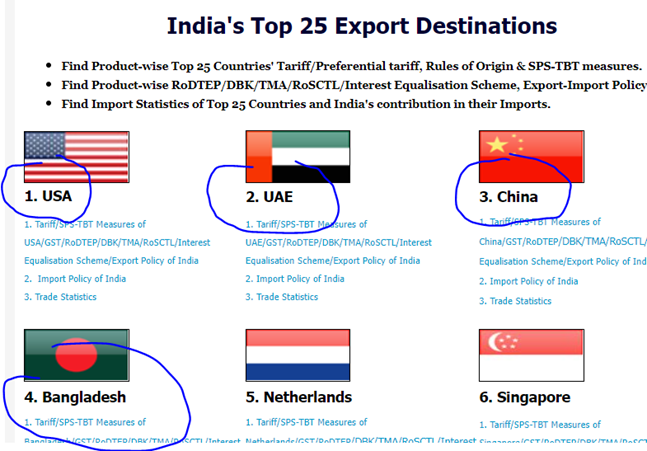 India's Top 25 Export Destinations
Find Product-wise Top 25 Countries' Tariff/Preferential tariff, Rules of Origin & SPS-TBT measures.
Find Product-wise RoDTEP/DBK/TMA/RoSCTL/Interest Equalisation Scheme, Export-Import Policy
Find Import Statistics of Top 25 Countries and India's contribution in their Imports.
1. USA
1. Tariff/SPS-TBT Measures of
USA/GST/RoDTEP/DBK/TMA/RoSCTL/Interest
Equalisation Scheme/Export Policy of India
2. Import Policy of India
3. Trade Statistics
2. UAE
1. Tariff/SPS-TBT Measures of
UAE/GST/RoDTEP/DBK/TMA/RoSCTL/Interest
Equalisation Scheme/Export Policy of India
2. Import Policy of India
3. Trade Statistics
3. China
1. Tariff/SPS-TBT Measures of
China/GST/RoDTEP/DBK/TMA/RoSCTL/
Equalisation Scheme/Export Policy of Ind
2. Import Policy of India
3. Trade Statistics
4. Bangladesh
1. Tariff/SPS-TBT Measures of
Bangladesh/GST/RoDTEP/DBK/TMA/RoSCTL/Interest
5. Netherlands
1. Tariff/SPS-TBT Measures of
Netherlands/GST/RoDTEP/DBK/TMA/RoSCTL/Interest
6. Singapore
1. Tariff/SPS-TBT Measures of
Singapore/GST/RoDTEP/DBK/TMA/RoSCT